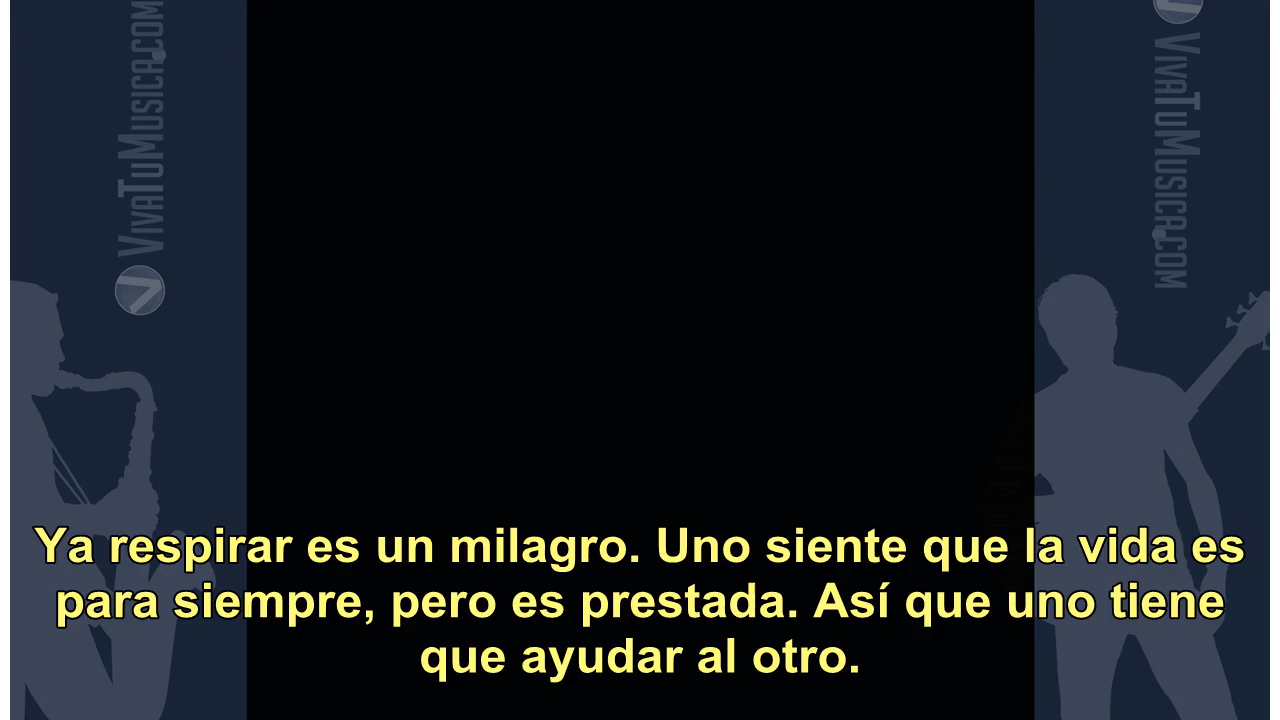 VIVATUMUSICA.COM
VIVATUMUSICA.COM
Ya respirar es un milagro. Uno siente que la vida es
para siempre, pero es prestada. Así que uno tiene
que ayudar al otro.